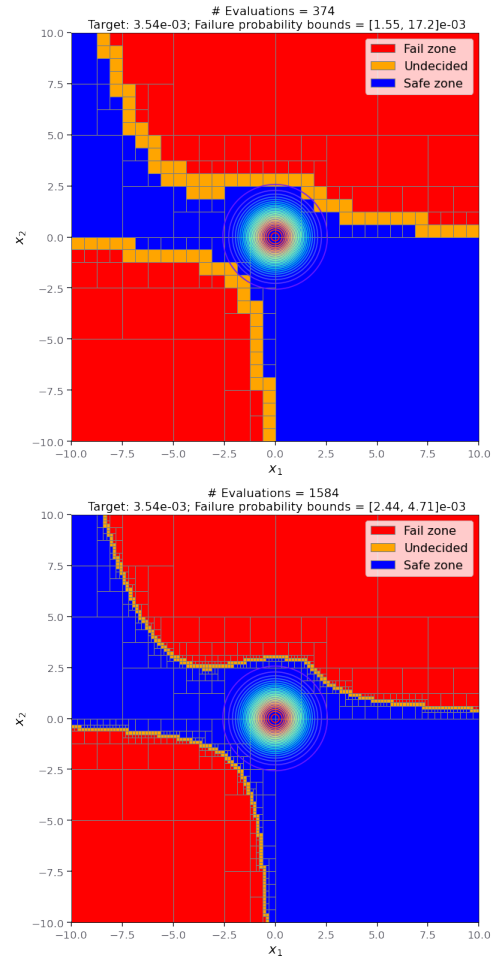 # Evaluations = 374
Target: 3.54e-03; Failure probability bounds = [1.55, 17.2]e-03
Fail zone
Undecided
Safe zone
10.0
7.5
5.0
2.5
0.0
−2.5
−5.0
−7.5
−10.0
x2
−10.0 −7.5 −5.0 −2.5 0.0 2.5 5.0 7.5 10.0
x1
# Evaluations = 1584
Target: 3.54e-03; Failure probability bounds = [2.44, 4.71]e-03
Fail zone
Undecided
Safe zone
10.0
7.5
5.0
2.5
0.0
−2.5
−5.0
−7.5
−10.0
x2
−10.0 −7.5 −5.0 −2.5 0.0 2.5 5.0 7.5 10.0
x1